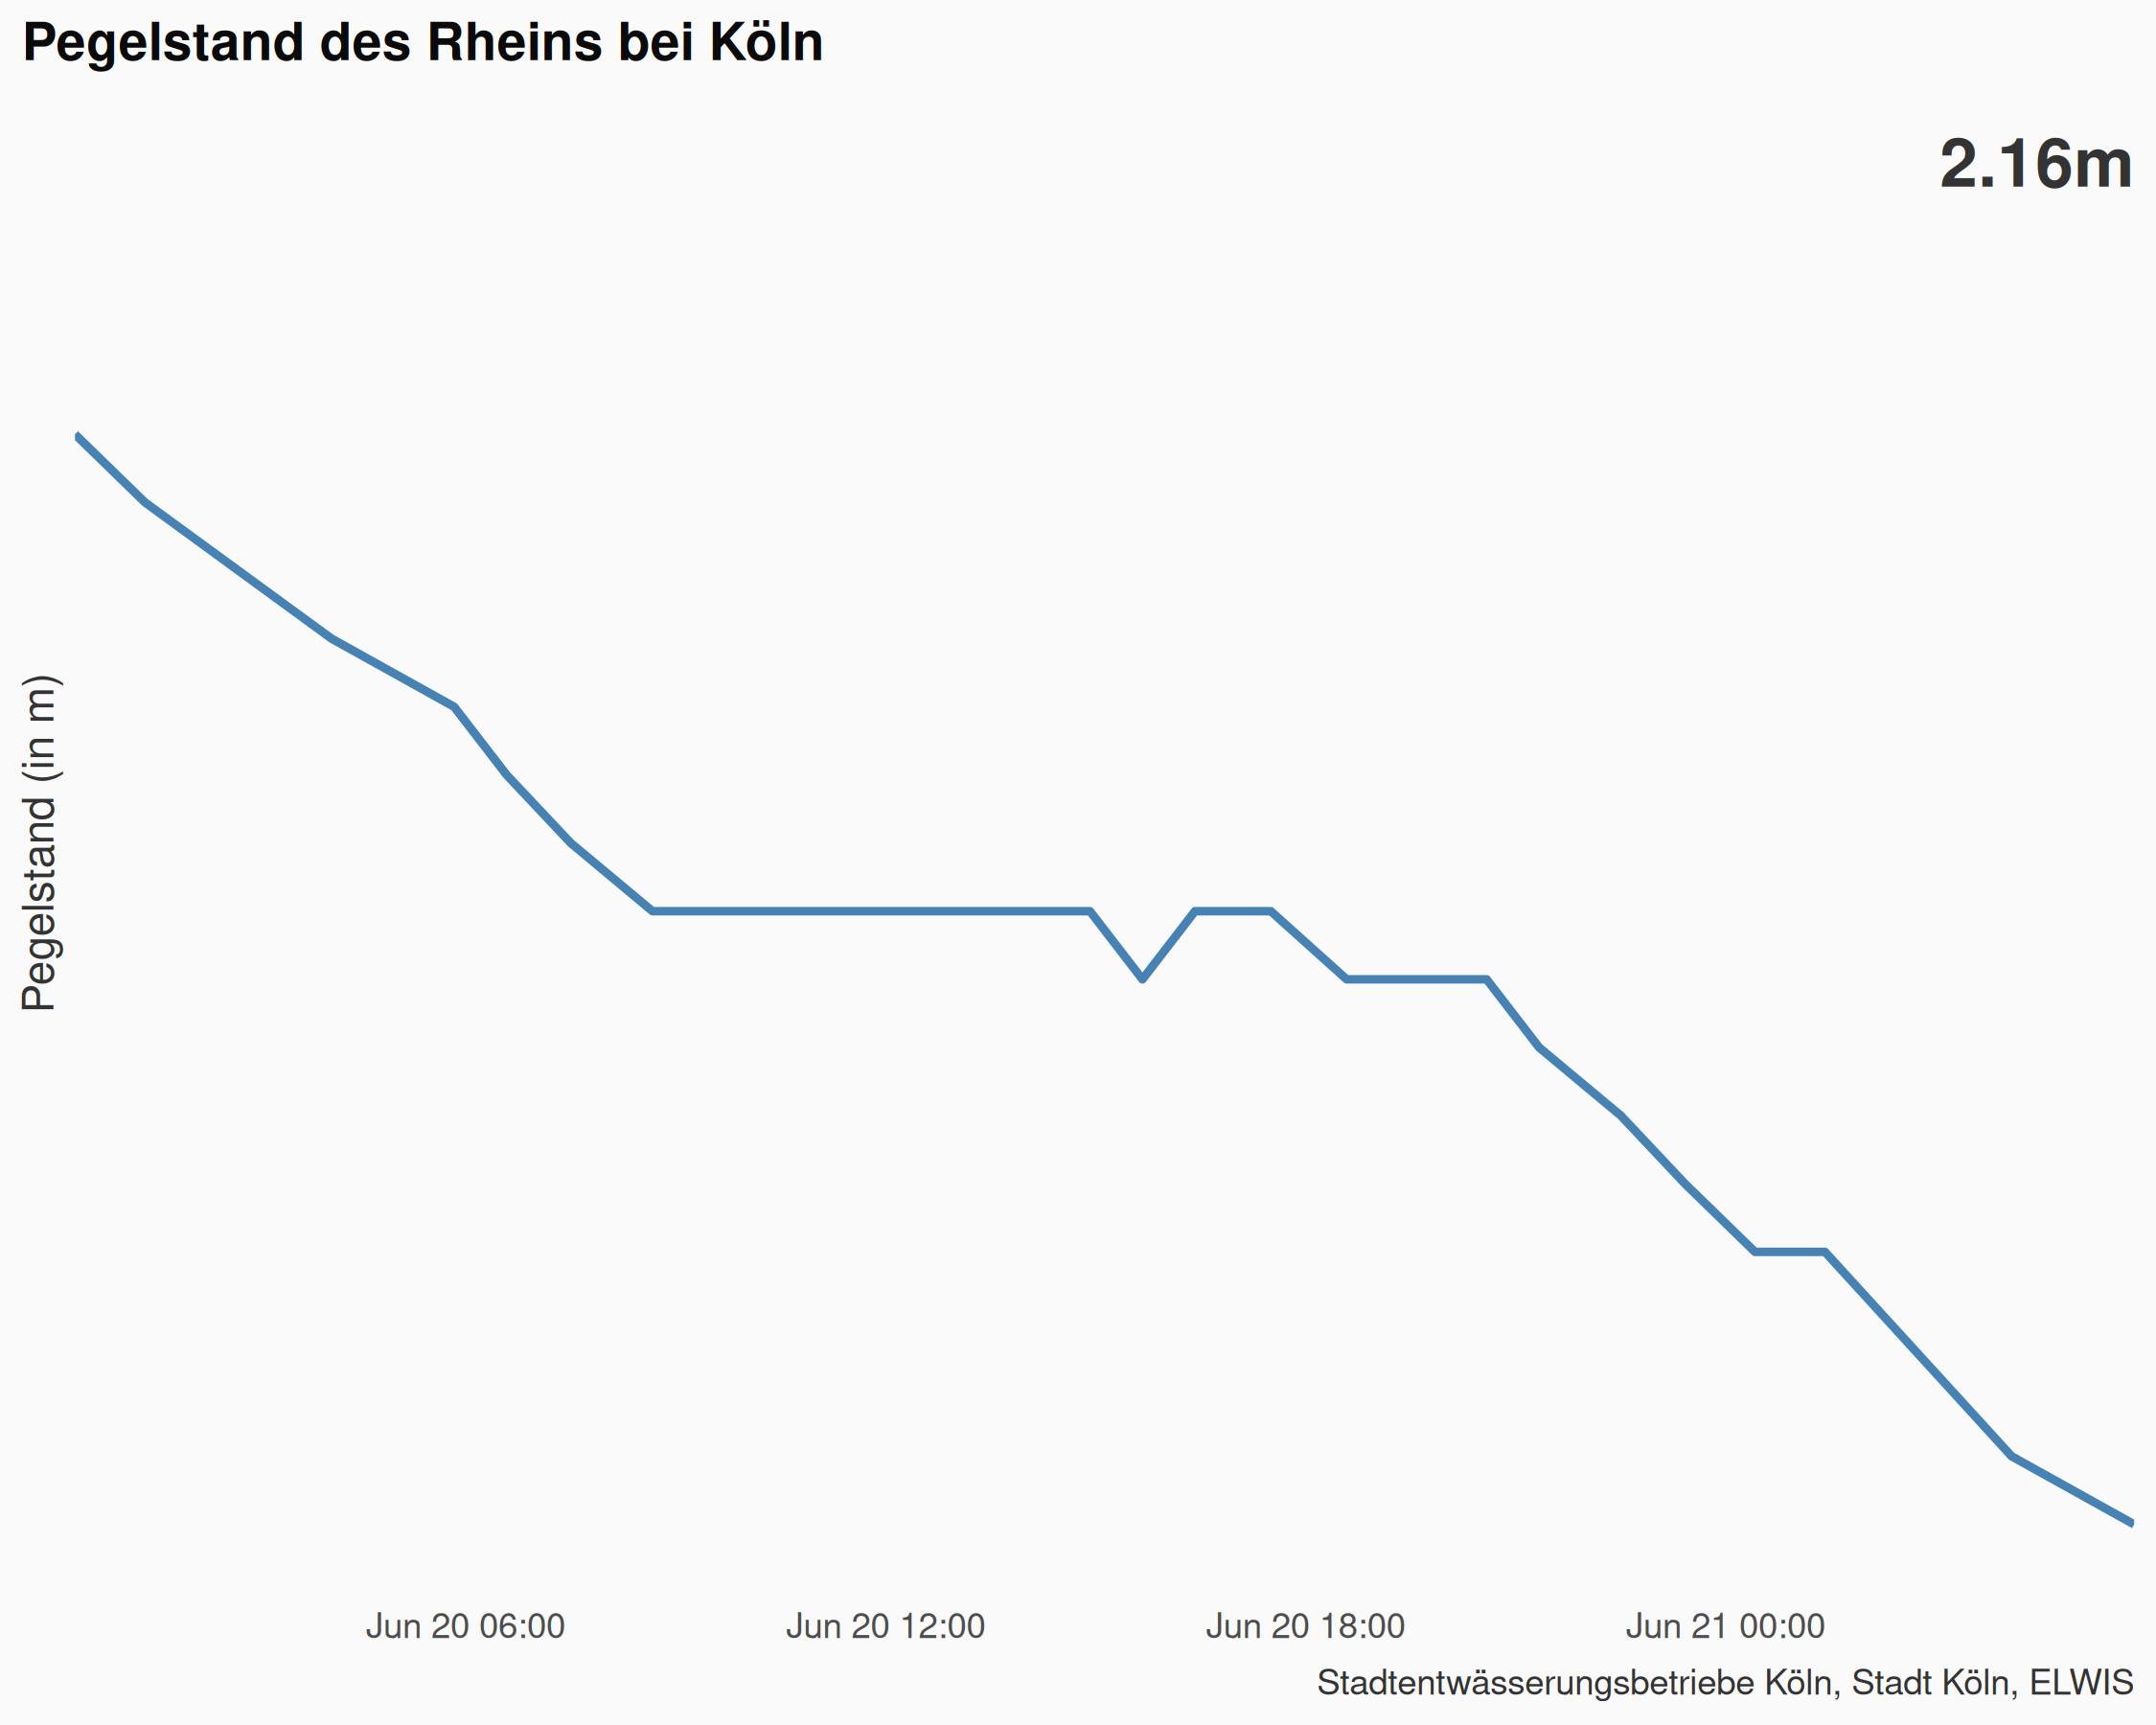 Pegelstand des Rheins bei Köln
2.16m
Pegelstand (in m)
Jun 20 06:00 Jun 20 12:00 Jun 20 18:00 Jun 21 00:00
Stadtentwässerungsbetriebe Köln, Stadt Köln, ELWIS